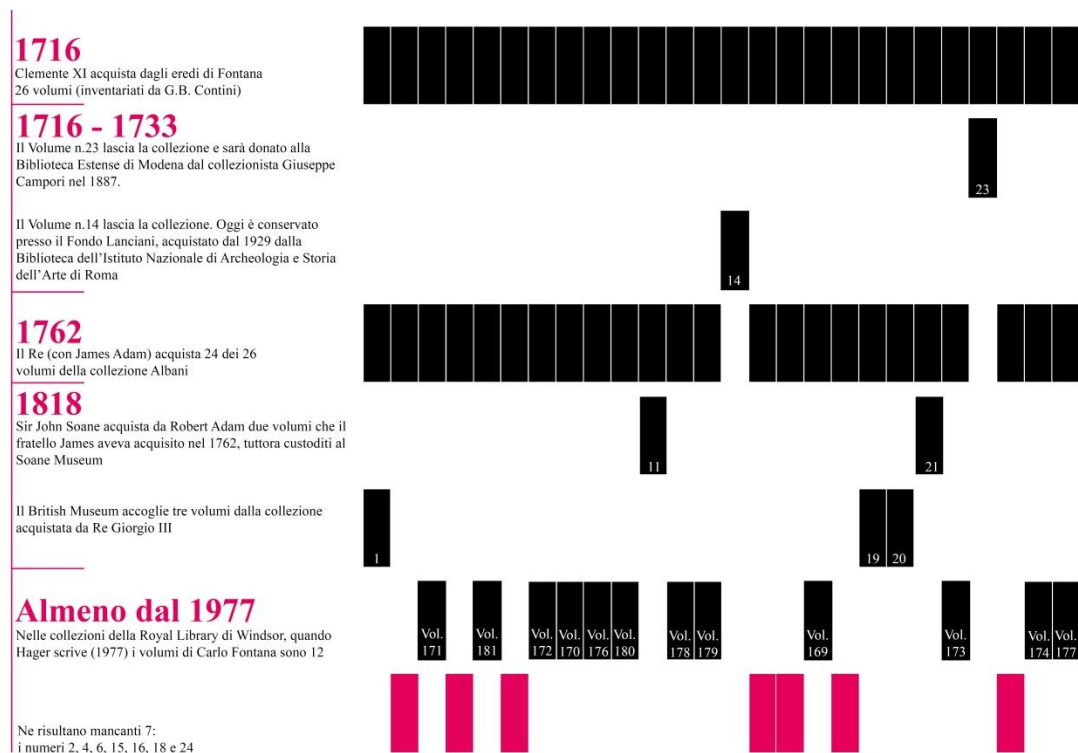 1716
Clemente XI acquista dagli eredi di Fontana
26 volumi (inventariati da G.B. Contini)
1716 - 1733
Il Volume n.23 lascia la collezione e sarà donato alla
Biblioteca Estense di Modena dal collezionista Giuseppe
Campori nel 1887.
23
Il Volume n.14 lascia la collezione. Oggi è conservato
presso il Fondo Lanciani, acquistato dal 1929 dalla
Biblioteca dell’Istituto Nazionale di Archeologia e Storia
dell’Arte di Roma
14
1762
Il Re (con James Adam) acquista 24 dei 26
volumi della collezione Albani
1818
Sir John Soane acquista da Robert Adam due volumi che il
fratello James aveva acquisito nel 1762, tuttora custoditi al
Soane Museum
11 21
Il British Museum accoglie tre volumi dalla collezione
acquistata da Re Giorgio III
1 19 20
Almeno dal 1977
Nelle collezioni della Royal Library di Windsor, quando
Hager scrive (1977) i volumi di Carlo Fontana sono 12
Vol. Vol. Vol. Vol. Vol. Vol. Vol. Vol. Vol. Vol. Vol. Vol.
171 181 172 170 176 180 178 179 169 173 174 177
Ne risultano mancanti 7:
i numeri 2, 4, 6, 15, 16, 18 e 24